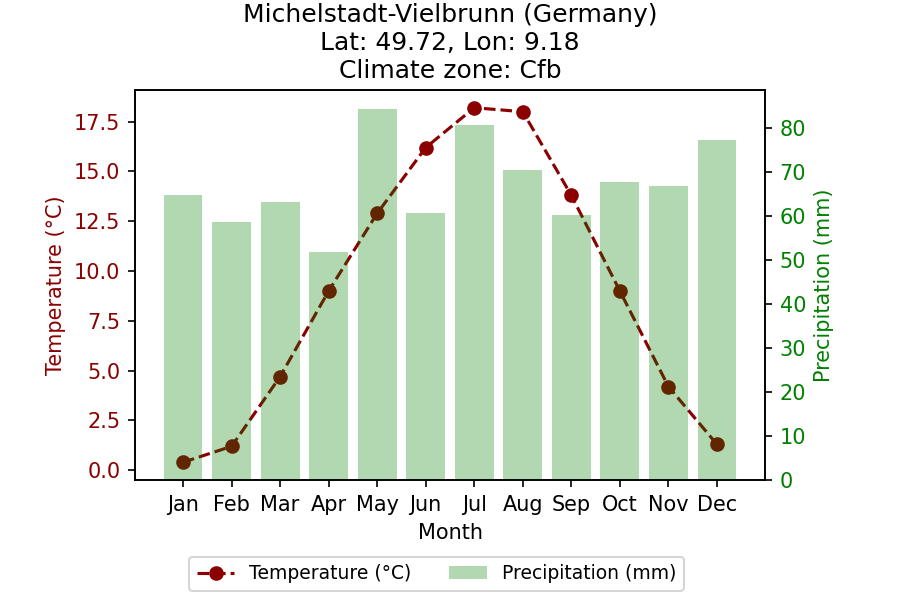 Michelstadt-Vielbrunn (Germany)
Lat: 49.72, Lon: 9.18
Climate zone: Cfb
Temperature (°C)
17.5
15.0
12.5
10.0
7.5
5.0
2.5
0.0
80
70
60
50
40
30
20
10
0
Precipitation (mm)
Jan Feb Mar Apr May Jun Jul Aug Sep Oct Nov Dec
Month
Temperature (°C) Precipitation (mm)